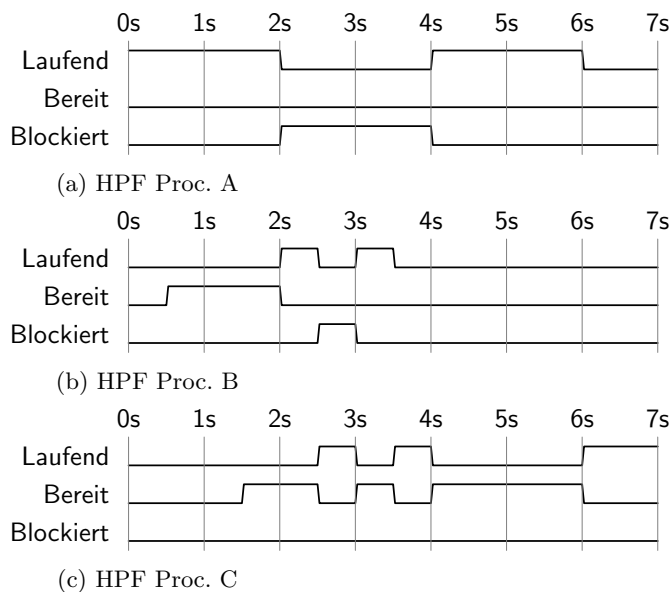 0s 1s 2s 3s 4s 5s 6s 7s
Laufend
Bereit
Blockiert
(a) HPF Proc. A
0s 1s 2s 3s 4s 5s 6s 7s
Laufend
Bereit
Blockiert
(b) HPF Proc. B
0s 1s 2s 3s 4s 5s 6s 7s
Laufend
Bereit
Blockiert
(c) HPF Proc. C